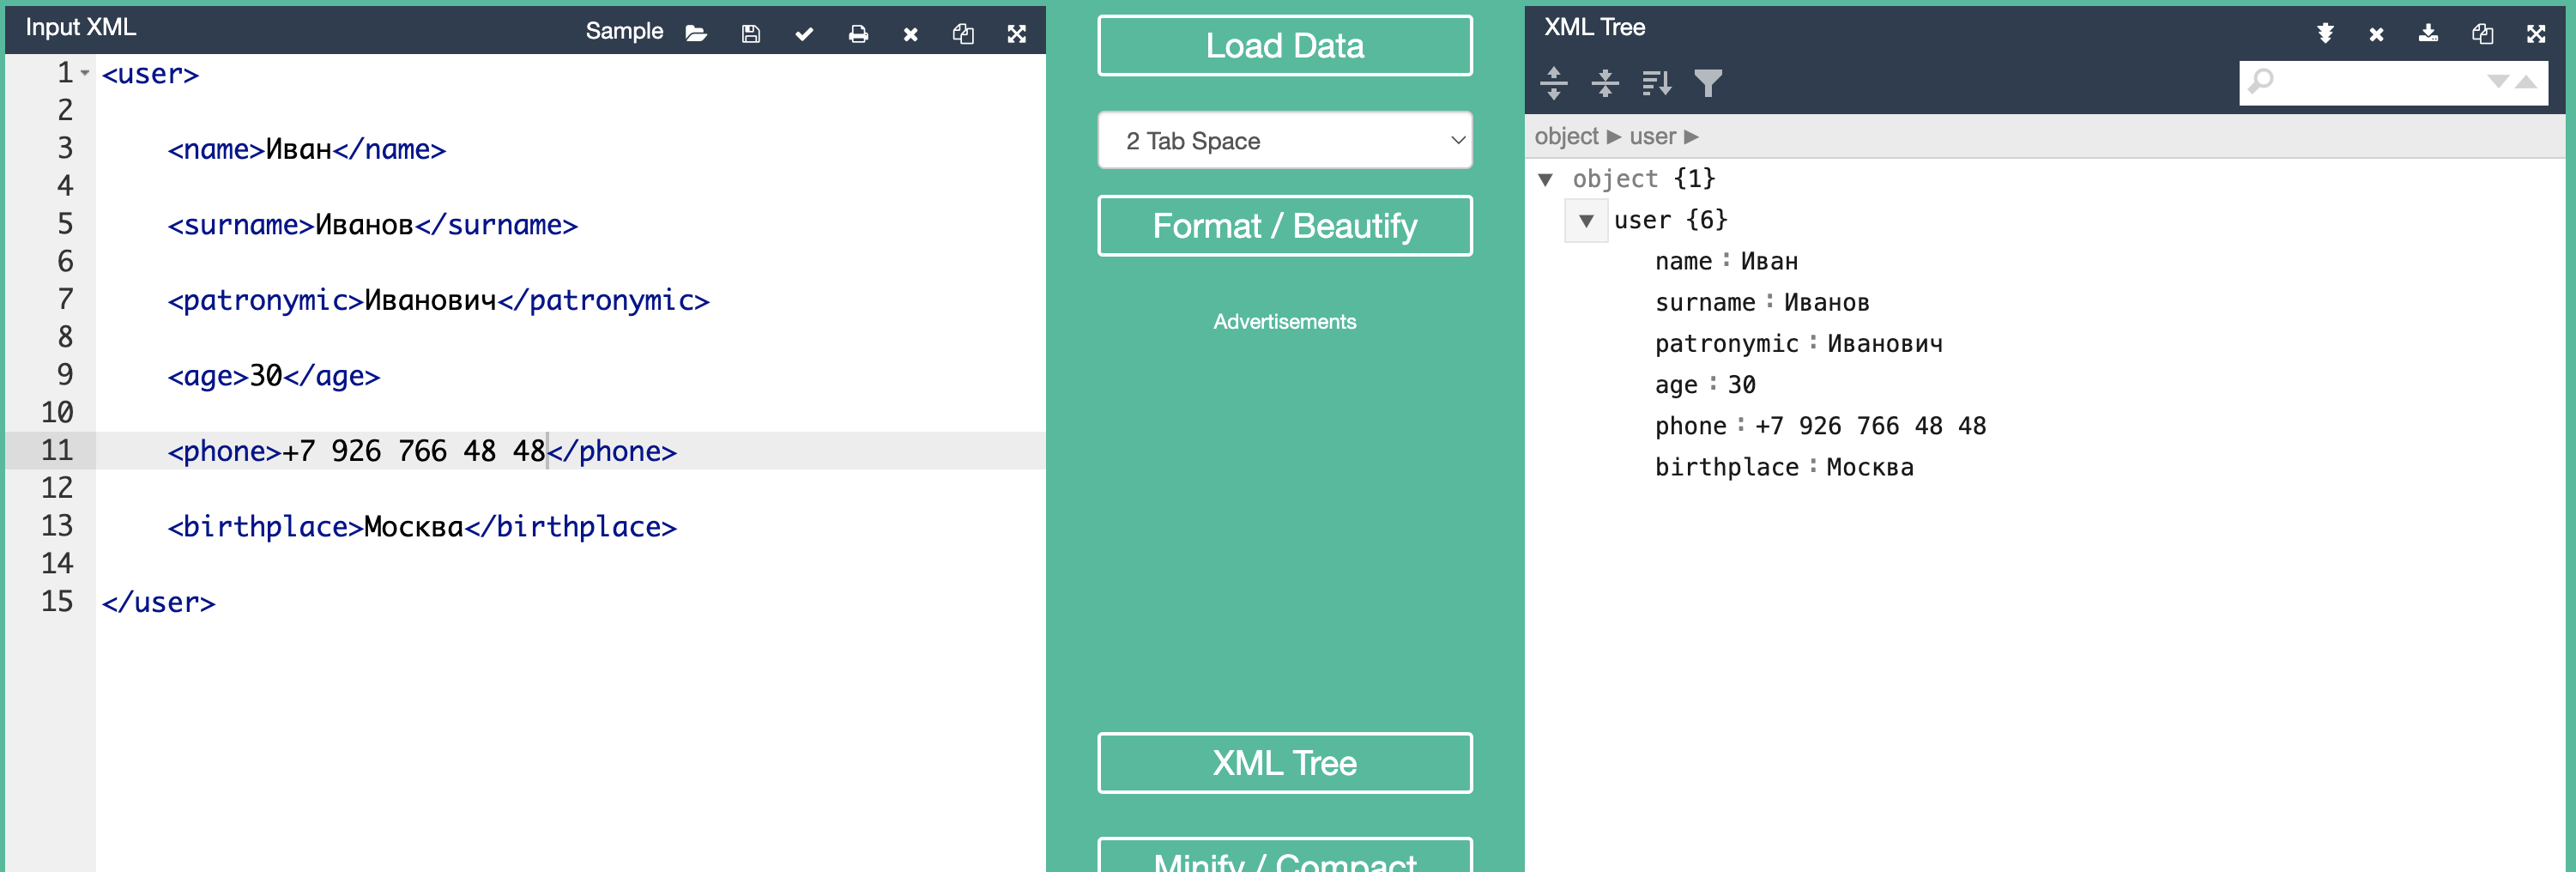 Input XML
Sample
1 <user>
2
3 <name>Иван</name>
4
5 <surname>Иванов</surname>
6
7 <patronymic>Иванович</patronymic>
8
9 <age>30</age>
10
11 <phone>+7 926 766 48 48</phone>
12
13 <birthplace>Москва</birthplace>
14
15 </user>
Load Data
2 Tab Space
Format / Beautify
Advertisements
XML Tree
Minify / Compact
XML Tree
object ► user ►
▼ object {1}
▼ user {6}
name : Иван
surname : Иванов
patronymic : Иванович
age : 30
phone : +7 926 766 48 48
birthplace : Москва